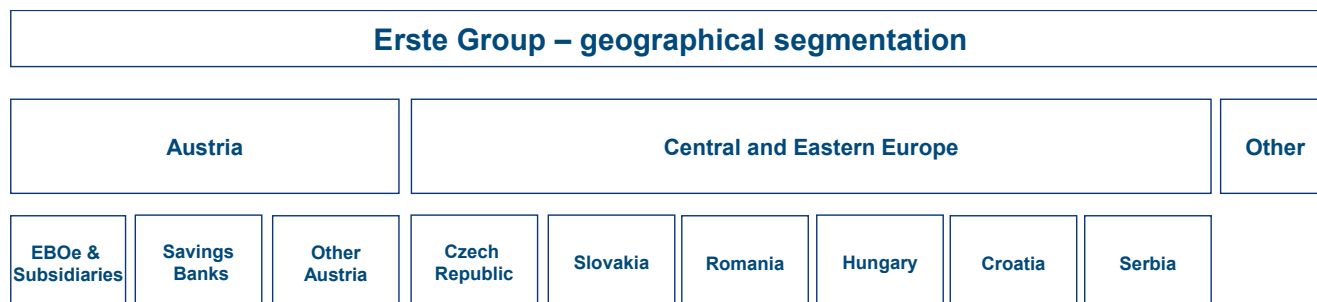 Erste Group – geographical segmentation
Austria
Central and Eastern Europe
Other
EBOe &
Subsidiaries
Savings
Banks
Other
Austria
Czech
Republic
Slovakia
Romania
Hungary
Croatia
Serbia